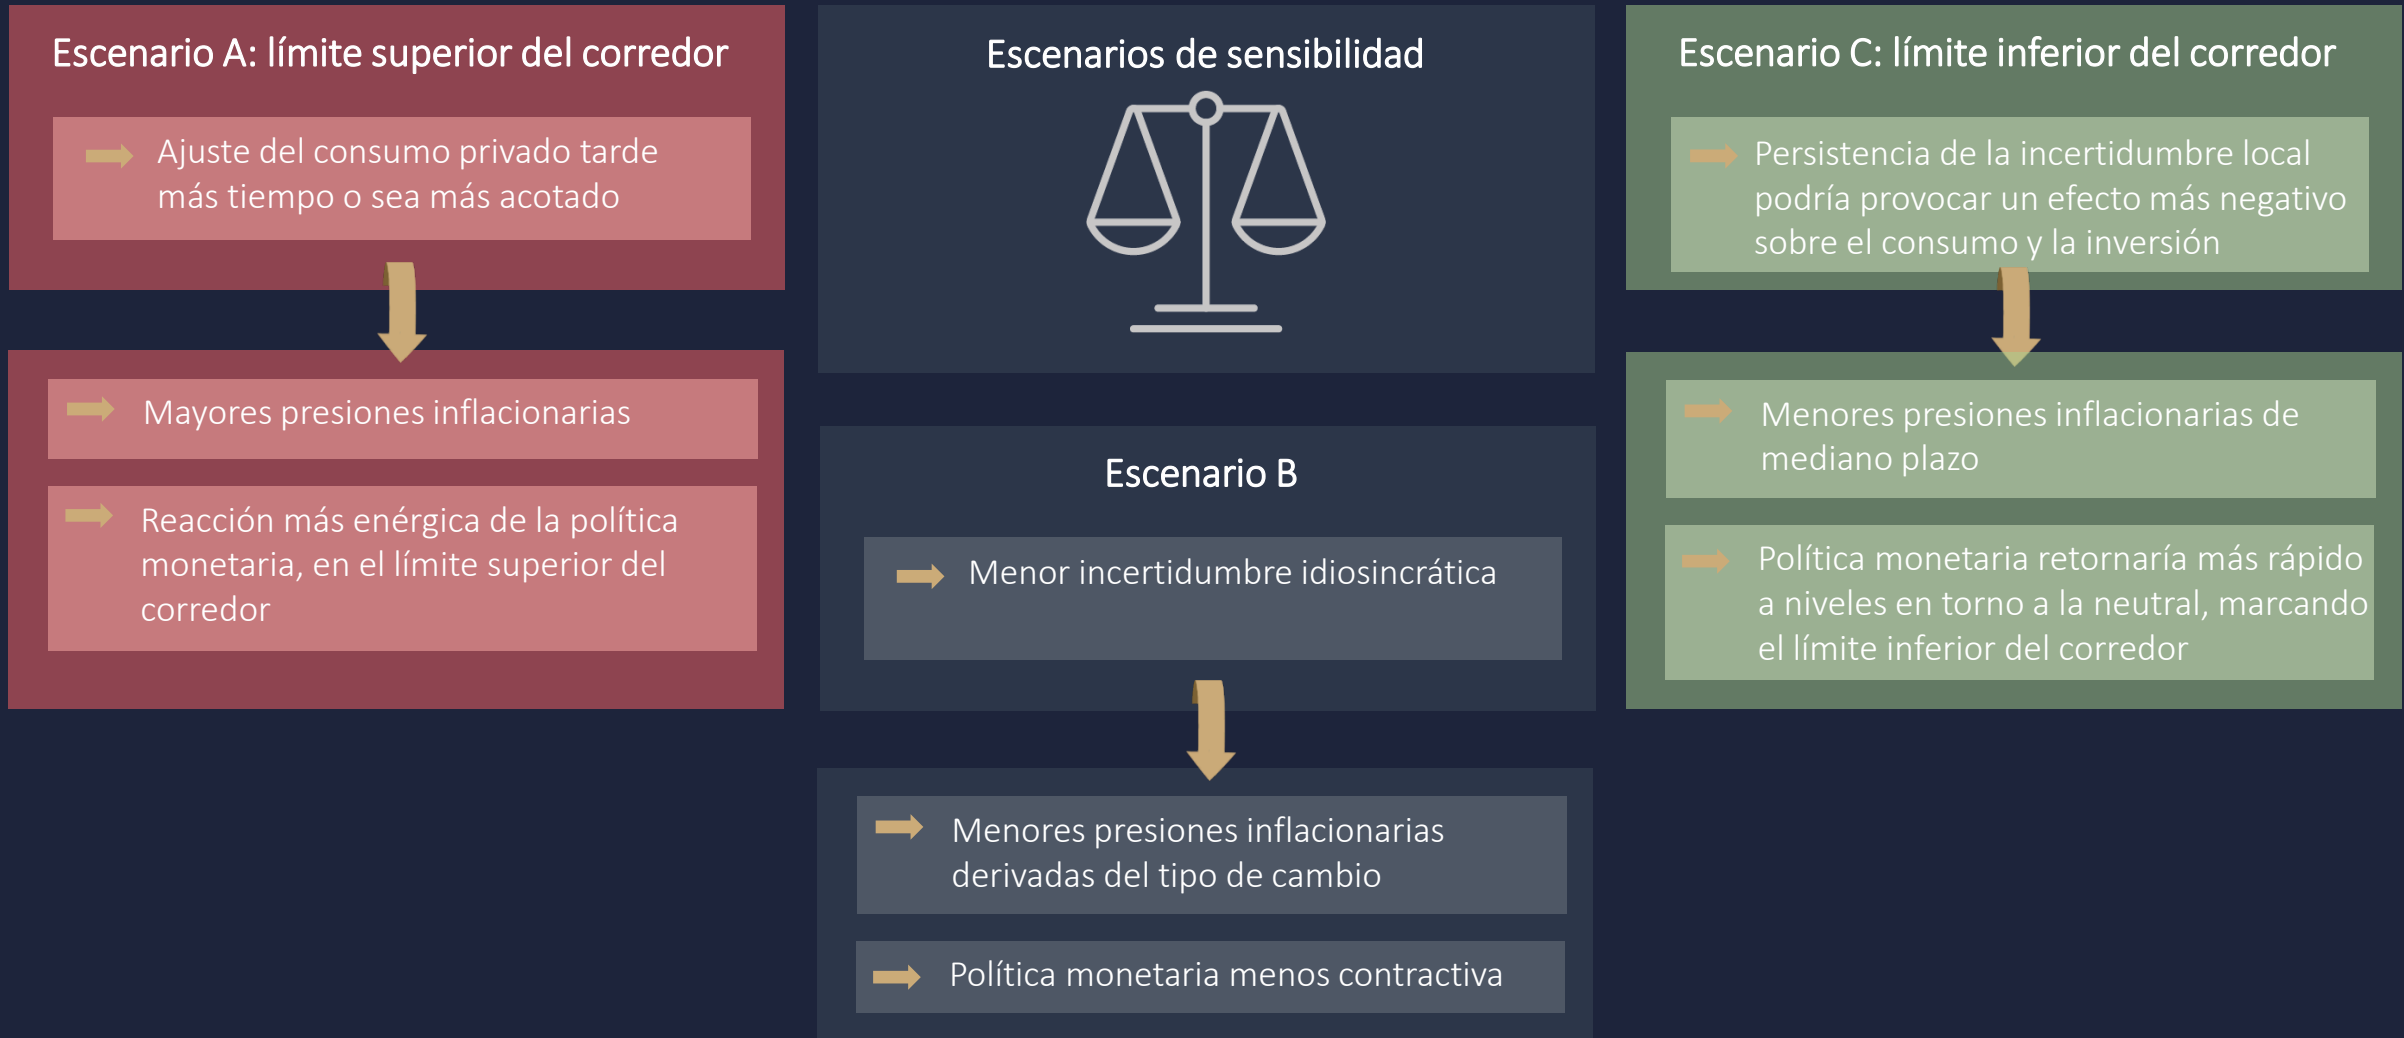 Escenario A: límite superior del corredor
Ajuste del consumo privado tarde
más tiempo o sea más acotado
Mayores presiones inflacionarias
Reacción más enérgica de la política
monetaria, en el límite superior del
corredor
Escenarios de sensibilidad
Escenario B
Menor incertidumbre idiosincrática
Menores presiones inflacionarias
derivadas del tipo de cambio
Política monetaria menos contractiva
Escenario C: límite inferior del corredor
Persistencia de la incertidumbre local
podría provocar un efecto más negativo
sobre el consumo y la inversión
Menores presiones inflacionarias de
mediano plazo
Política monetaria retornaría más rápido
a niveles en torno a la neutral, marcando
el límite inferior del corredor